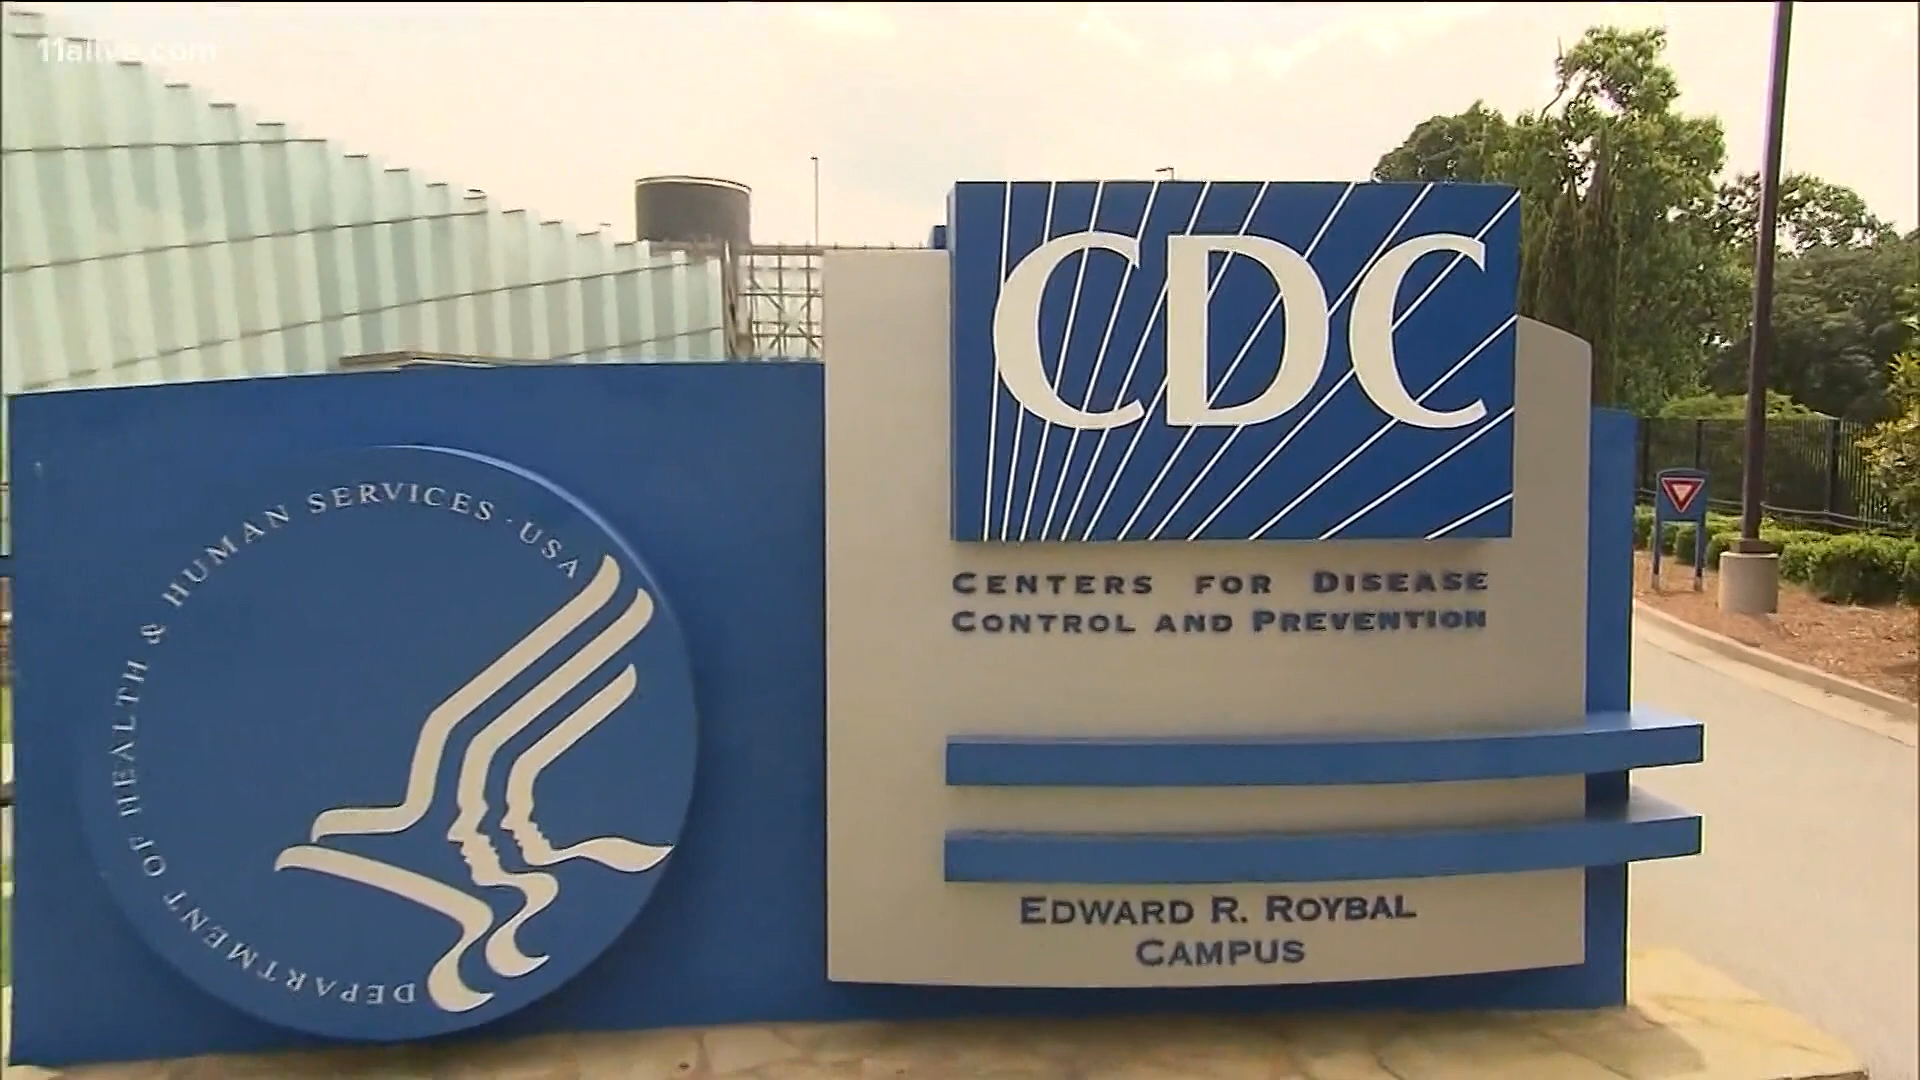 11alive.com
CDC
CENTERS FOR DISEASE
CONTROL AND PREVENTION
EDWARD R. ROYBAL
CAMPUS
DEPARTMENT OF HEALTH & HUMAN SERVICES · USA